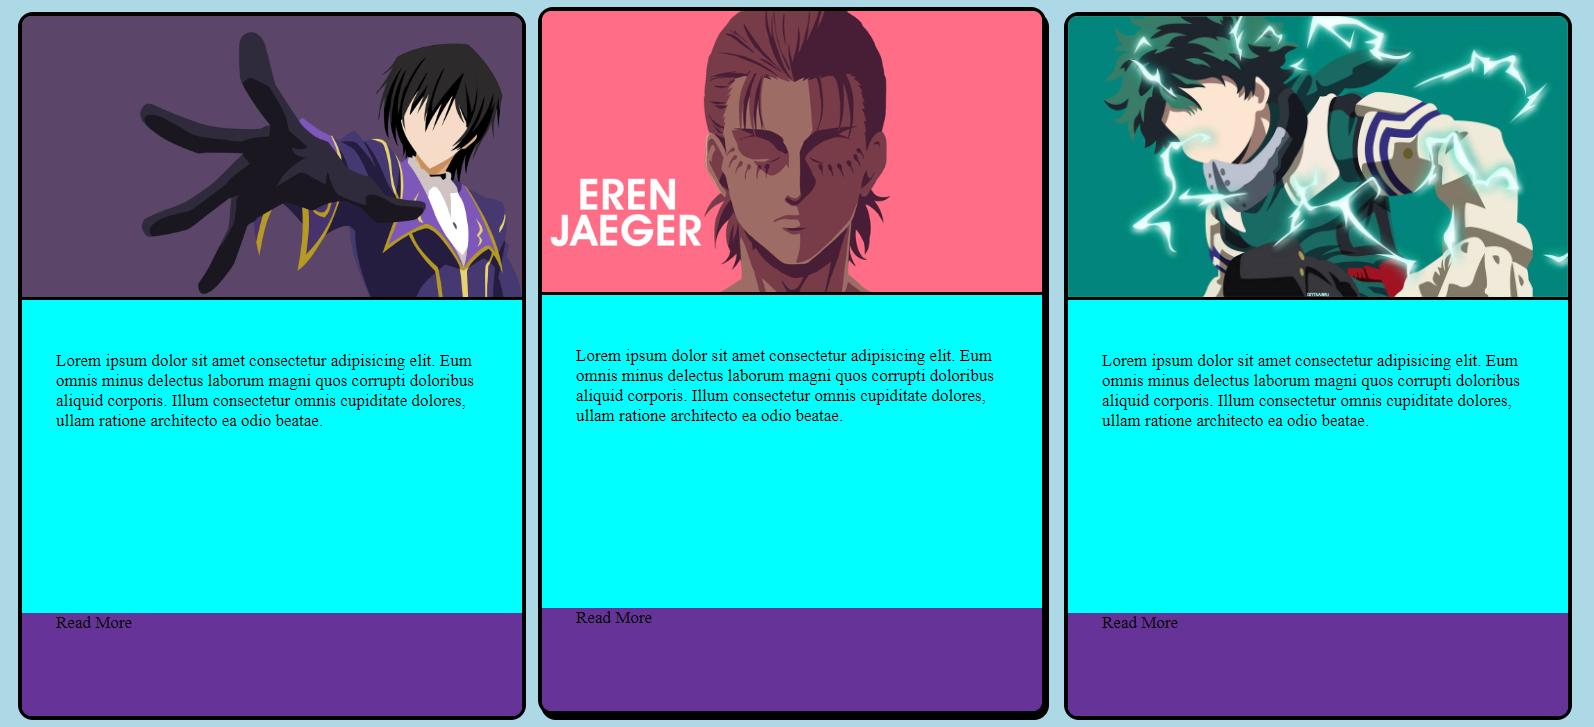 EREN
JAEGER
Lorem ipsum dolor sit amet consectetur adipisicing elit. Eum
omnis minus delectus laborum magni quos corrupti doloribus
aliquid corporis. Illum consectetur omnis cupiditate dolores,
ullam ratione architecto ea odio beatae.
Read More
Lorem ipsum dolor sit amet consectetur adipisicing elit. Eum
omnis minus delectus laborum magni quos corrupti doloribus
aliquid corporis. Illum consectetur omnis cupiditate dolores,
ullam ratione architecto ea odio beatae.
Read More
Lorem ipsum dolor sit amet consectetur adipisicing elit. Eum
omnis minus delectus laborum magni quos corrupti doloribus
aliquid corporis. Illum consectetur omnis cupiditate dolores,
ullam ratione architecto ea odio beatae.
Read More